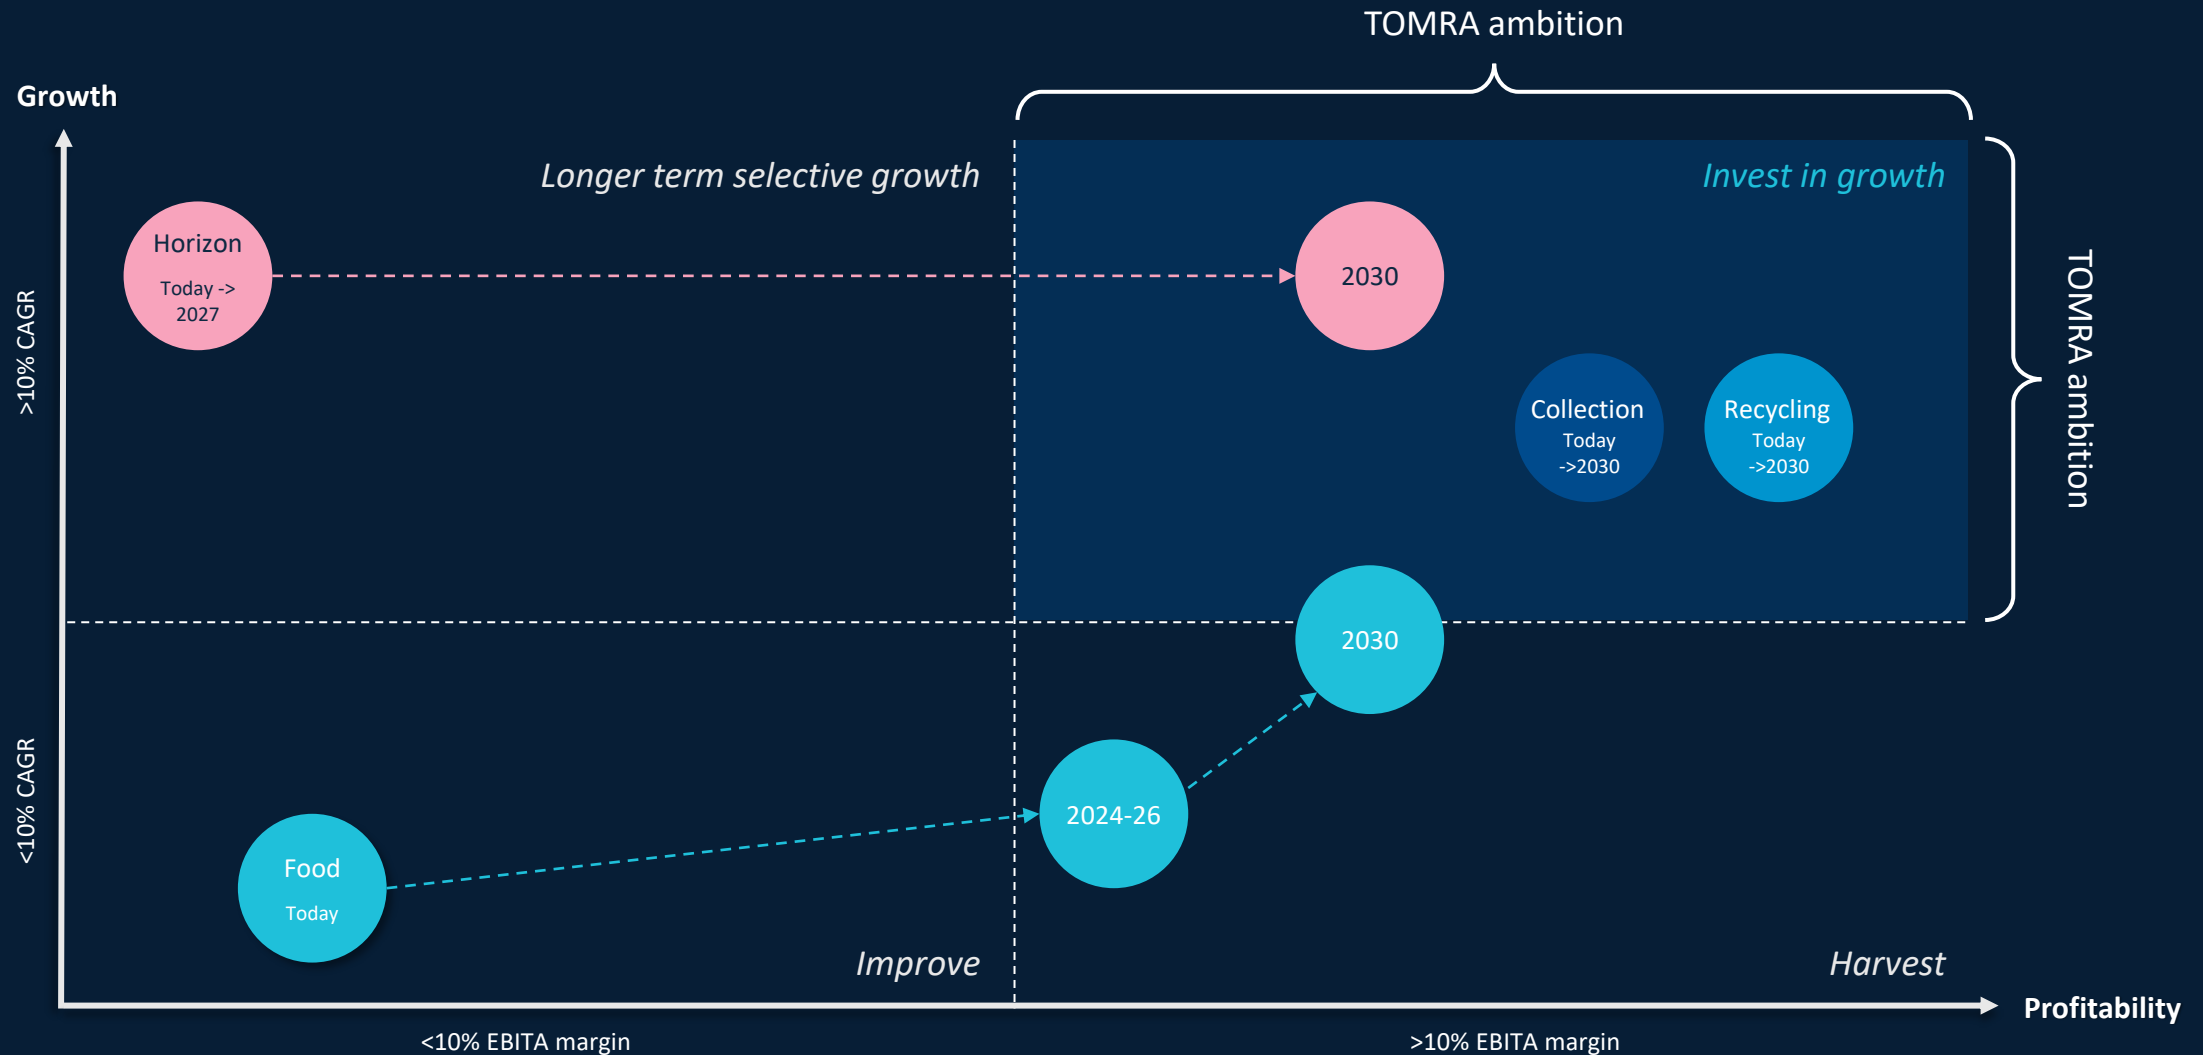 TOMRA ambition
Growth
Longer term selective growth
Invest in growth
Horizon
Today ->
2027
2030
>10% CAGR
TOMRA ambition
Collection
Today
->2030
Recycling
Today
->2030
2030
<10% CAGR
2024-26
Food
Today
Improve
Harvest
Profitability
<10% EBITA margin
>10% EBITA margin